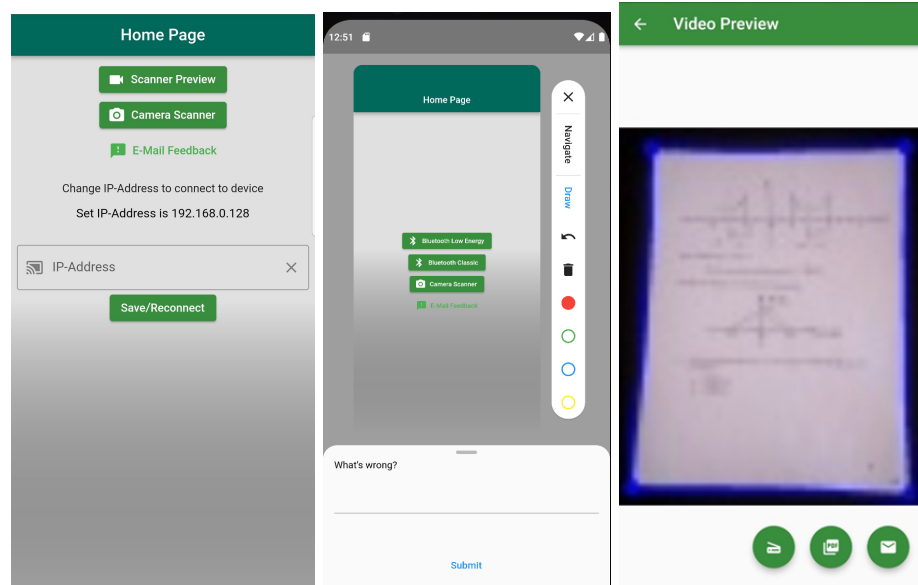 Home Page
Scanner Preview
Camera Scanner
E-Mail Feedback
Change IP-Address to connect to device
Set IP-Address is 192.168.0.128
IP-Address
Save/Reconnect
12:51
Home Page
Bluetooth Low Energy
Bluetooth Classic
Camera Scanner
E-Mail Feedback
Navigate
Draw
What's wrong?
Submit
Video Preview
PDF